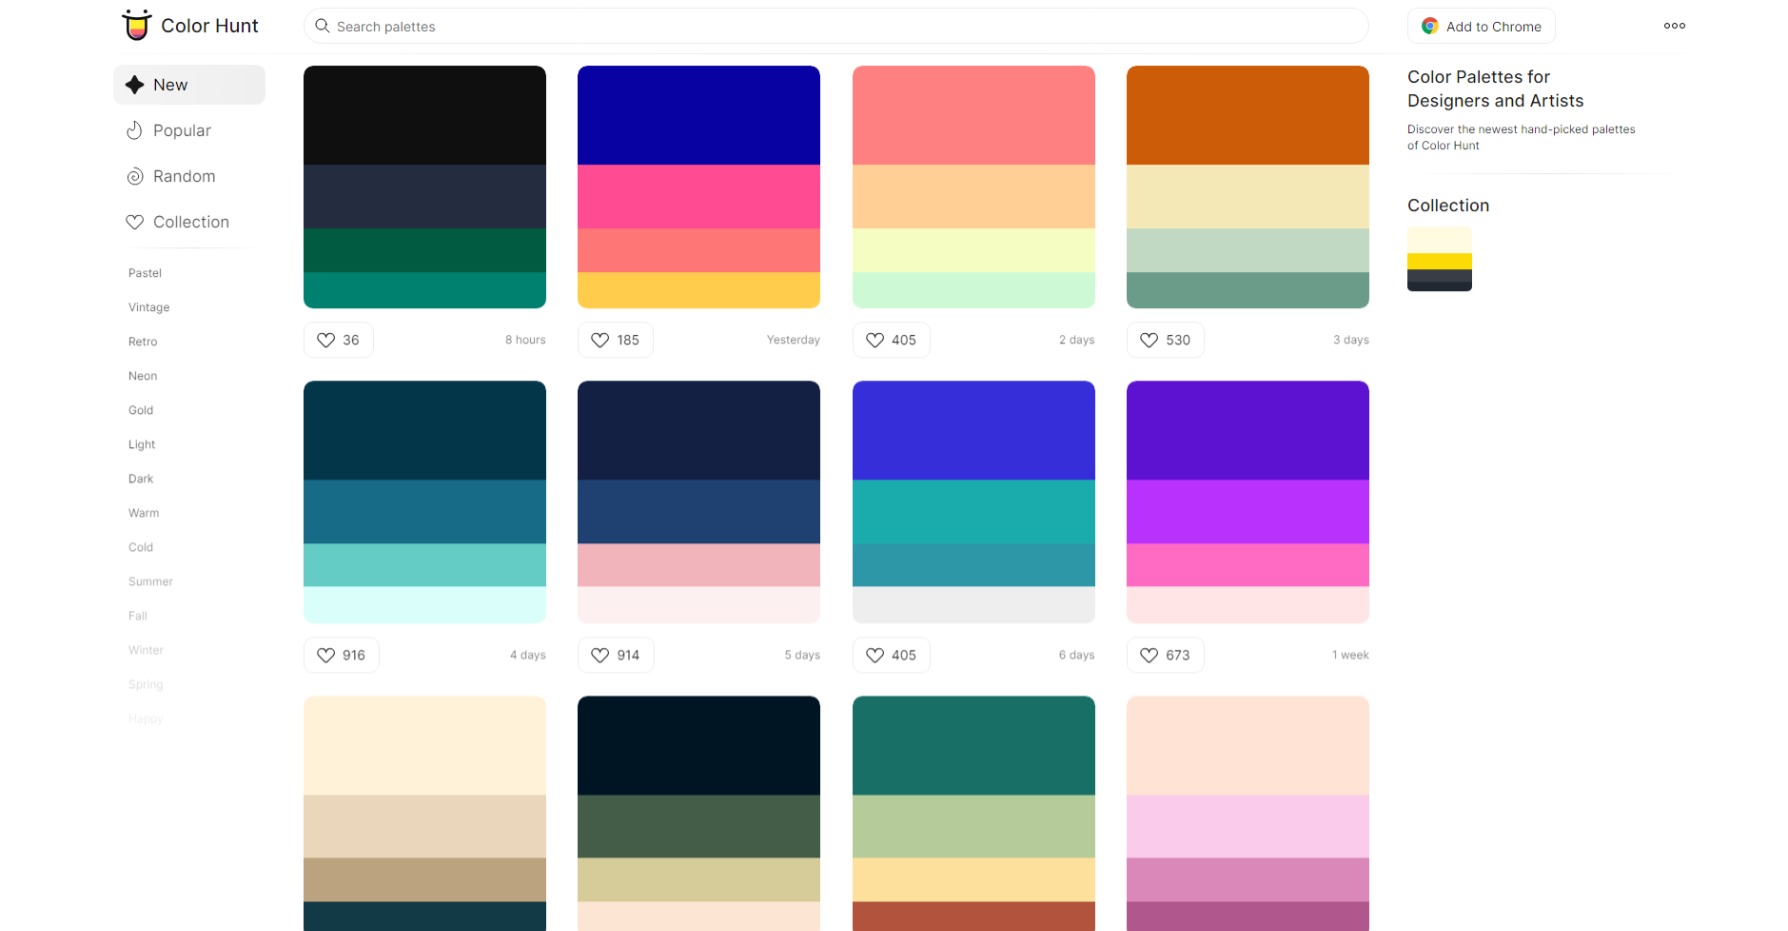 Color Hunt
Search palettes
Add to Chrome
New
Popular
Random
Collection
Pastel
Vintage
Retro
Neon
Gold
Light
Dark
Warm
Cold
Summer
Fall
Winter
Spring
Happy
36
8 hours
185
Yesterday
405
2 days
530
3 days
916
4 days
914
5 days
405
6 days
673
1 week
Color Palettes for
Designers and Artists
Discover the newest hand-picked palettes
of Color Hunt
Collection